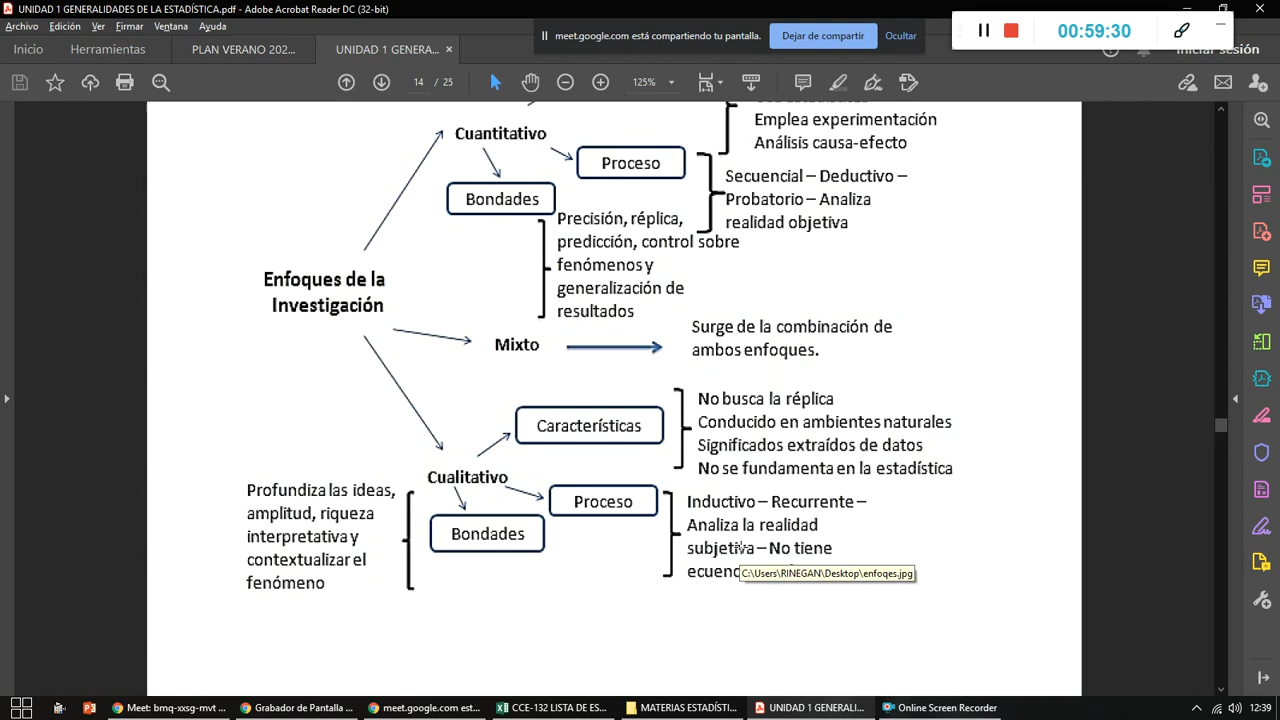 UNIDAD 1 GENERALIDADES DE LA ESTADÍSTICA.pdf - Adobe Acrobat Reader DC (32-bit)
Archivo Edición Ver Firmar Ventana Ayuda
meet.google.com está compartiendo tu pantalla. Dejar de compartir Ocultar
00:59:30
Inicio Herramientas PLAN VERANO 202... UNIDAD 1 GENERA... × Iniciar sesión
14 / 25 125%
Emplea experimentación
Cuantitativo
Análisis causa-efecto
Proceso
Secuencial – Deductivo –
Bondades
Probatorio – Analiza
realidad objetiva
Precisión, réplica,
predicción, control sobre
fenómenos y
generalización de
resultados
Enfoques de la
Investigación
Surge de la combinación de
Mixto
ambos enfoques.
No busca la réplica
Características
Conducido en ambientes naturales
Significados extraídos de datos
No se fundamenta en la estadística
Cualitativo
Profundiza las ideas,
amplitud, riqueza
interpretativa y
contextualizar el
fenómeno
Bondades
Proceso
Inductivo – Recurrente –
Analiza la realidad
subjetiva – No tiene
ecuenc
C:\Users\RINEGAN\Desktop\enfoqes.jpg
Meet: bmq-xxsg-mvt ... Grabador de Pantalla ... meet.google.com est... CCE-132 LISTA DE ES... MATERIAS ESTADÍSTI... UNIDAD 1 GENERALI... Online Screen Recorder 12:39